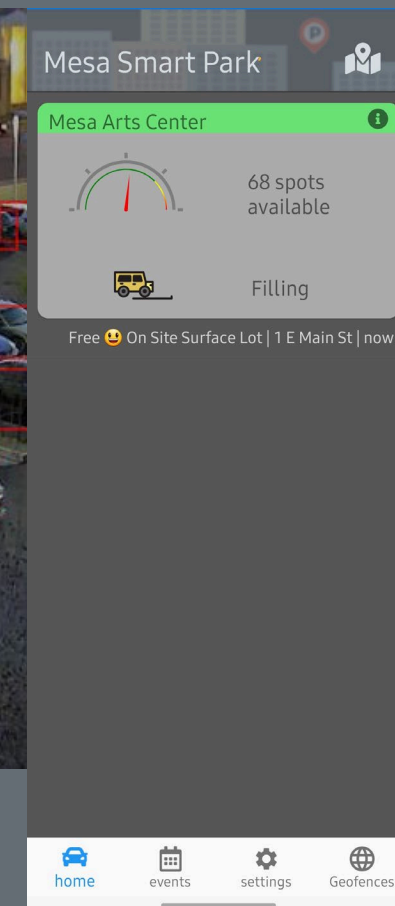 P
Mesa Smart Park
Mesa Arts Center
68 spots
available
Filling
Free 😃 On Site Surface Lot | 1 E Main St | now
home
events
settings
Geofences